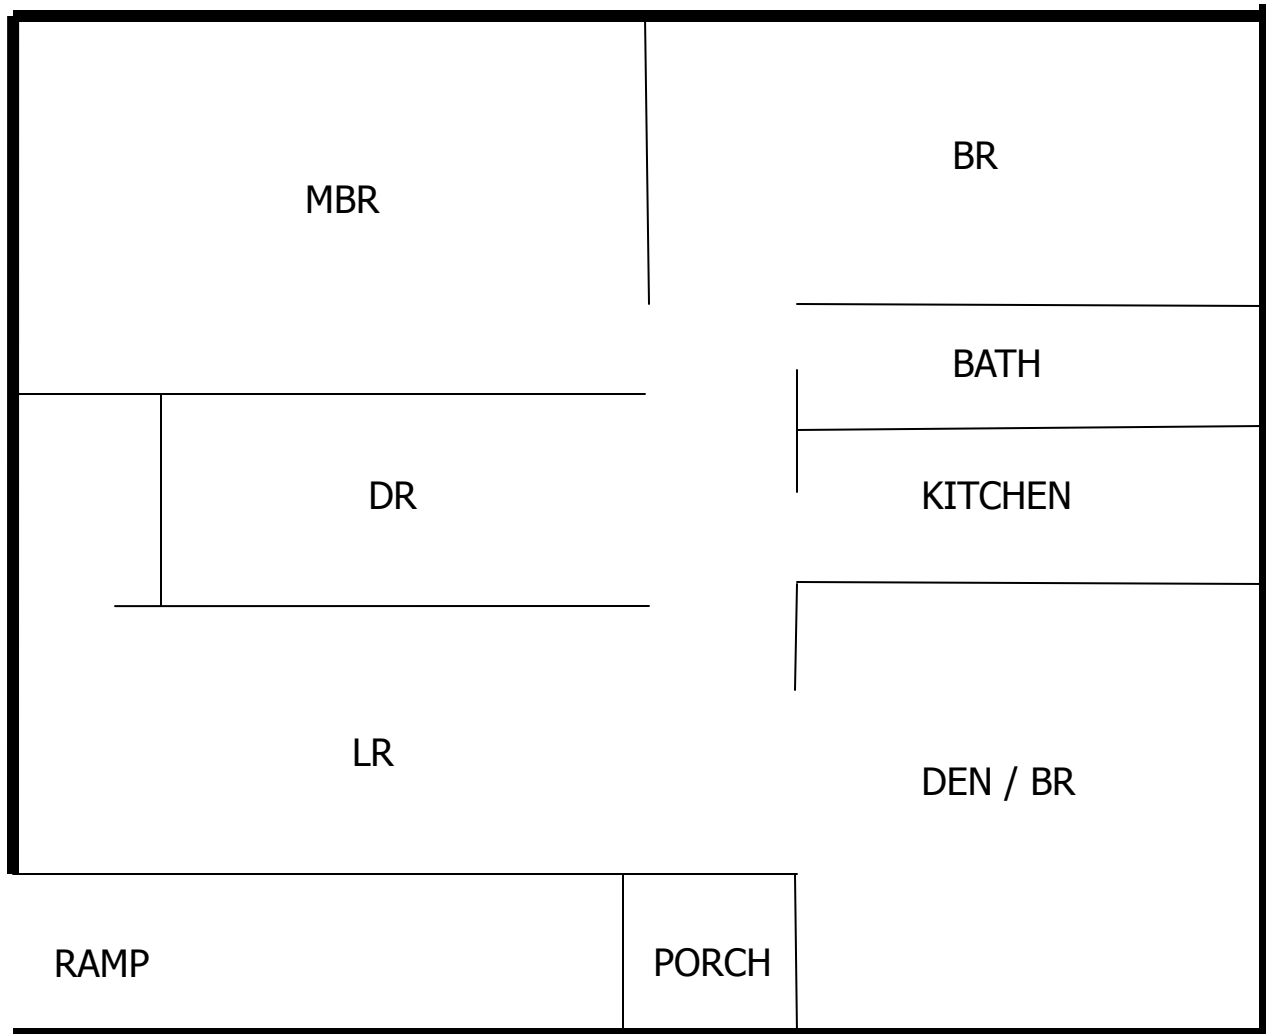 BR
MBR
BATH
DR
KITCHEN
LR
DEN / BR
RAMP
PORCH